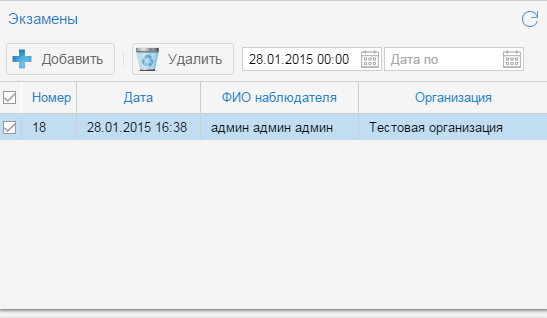 Экзамены
Добавить Удалить 28.01.2015 00:00 Дата по
Номер Дата ФИО наблюдателя Организация
18 28.01.2015 16:38 админ админ админ Тестовая организация